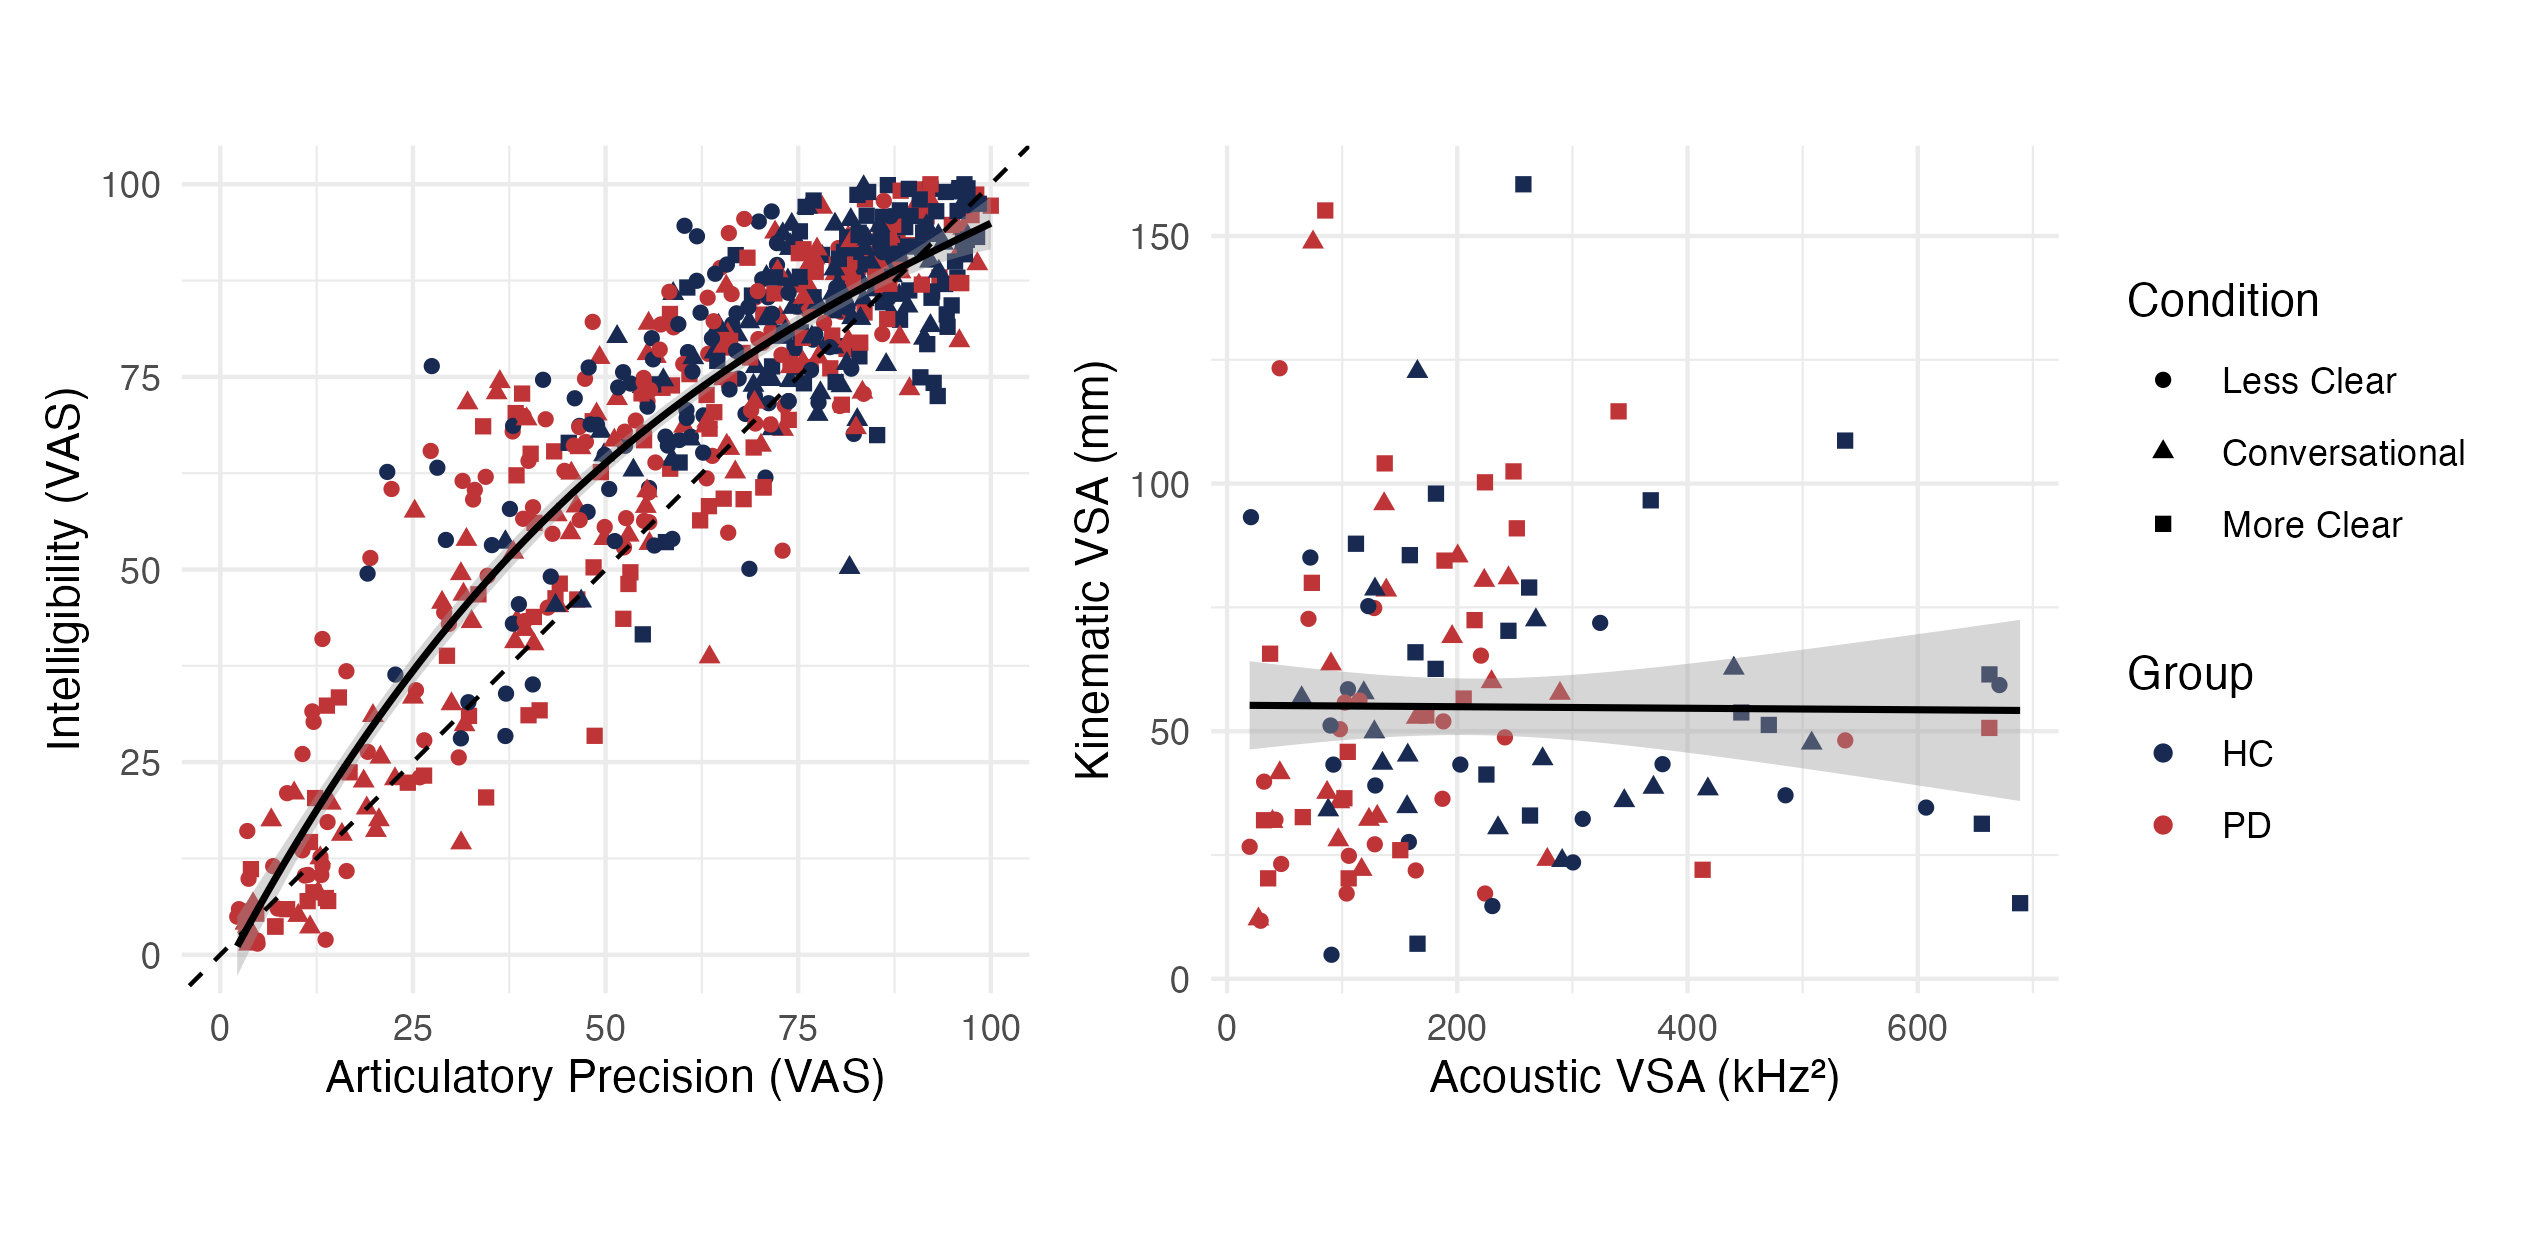 100
75
50
25
0
Intelligibility (VAS)
0 25 50 75 100
Articulatory Precision (VAS)
150
100
50
0
Kinematic VSA (mm)
0 200 400 600
Acoustic VSA (kHz²)
Condition
Less Clear
Conversational
More Clear
Group
HC
PD